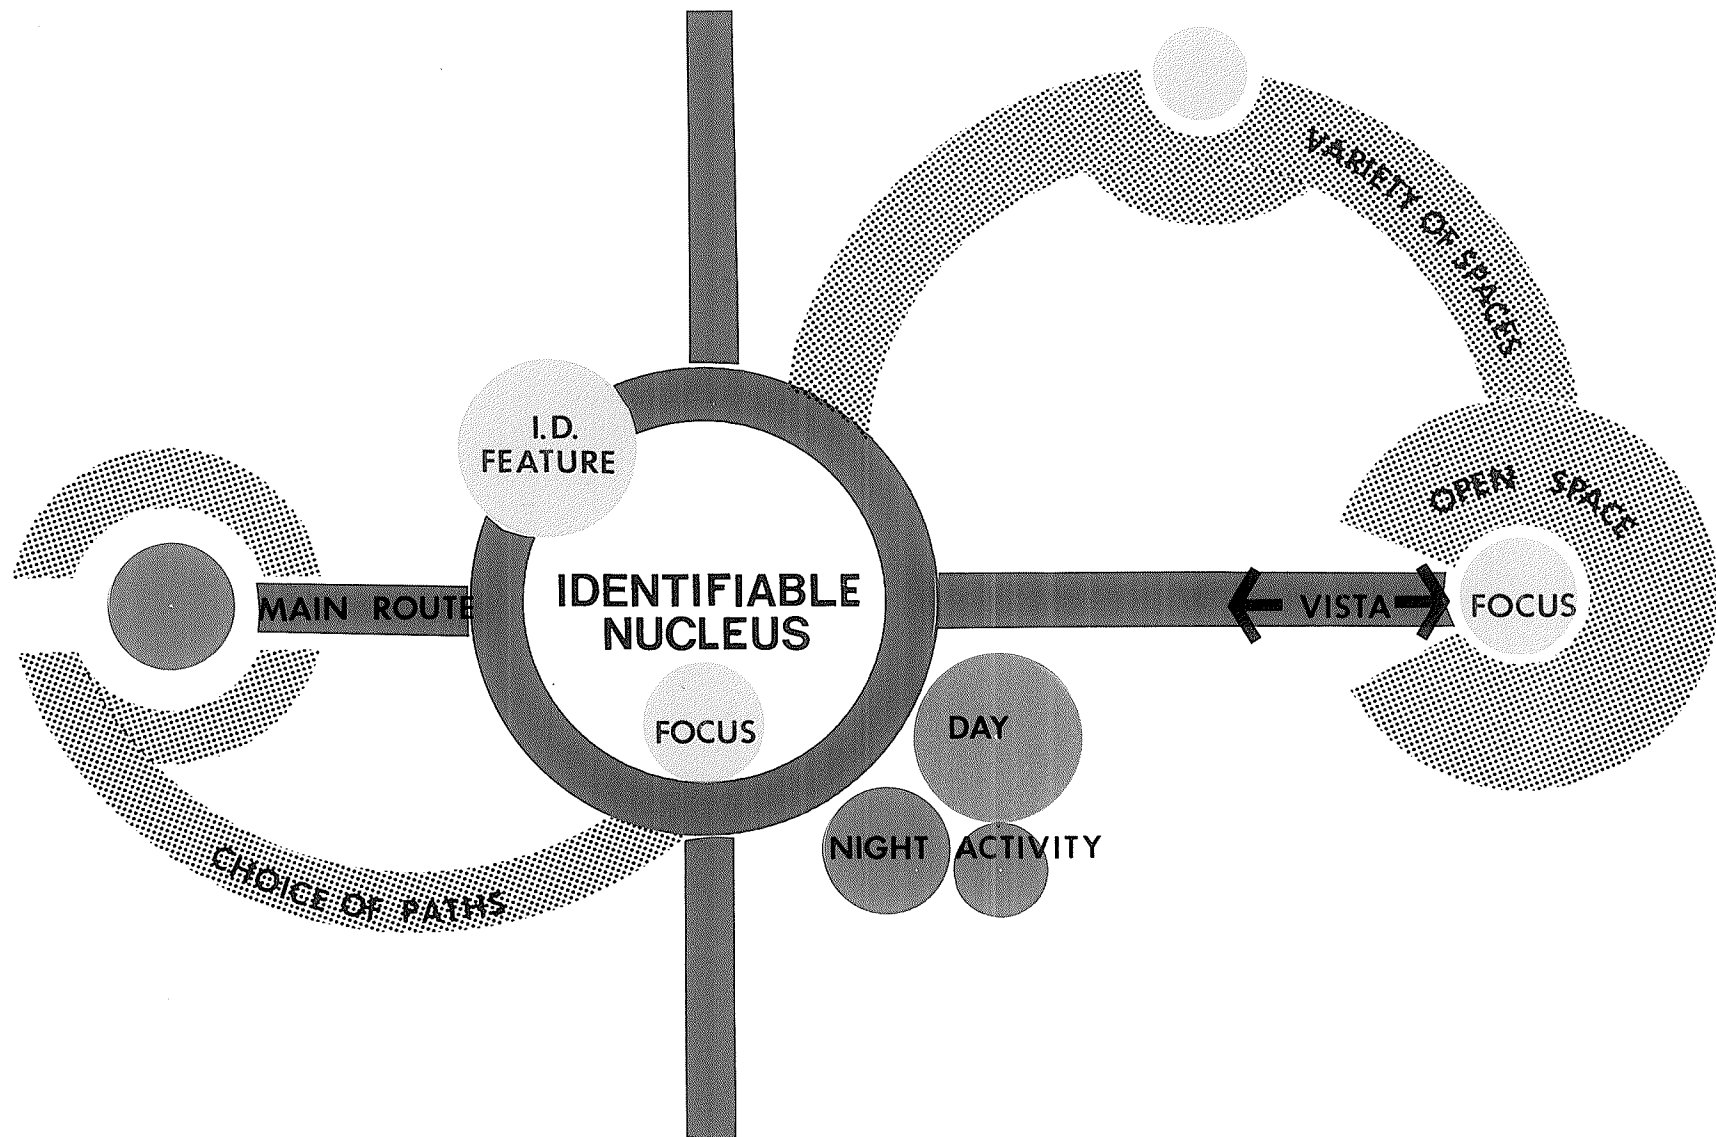 VARIETY OF SPACES
I.D.
FEATURE
OPEN SPACE
IDENTIFIABLE
NUCLEUS
MAIN ROUTE
VISTA
FOCUS
FOCUS
DAY
NIGHT ACTIVITY
CHOICE OF PATHS